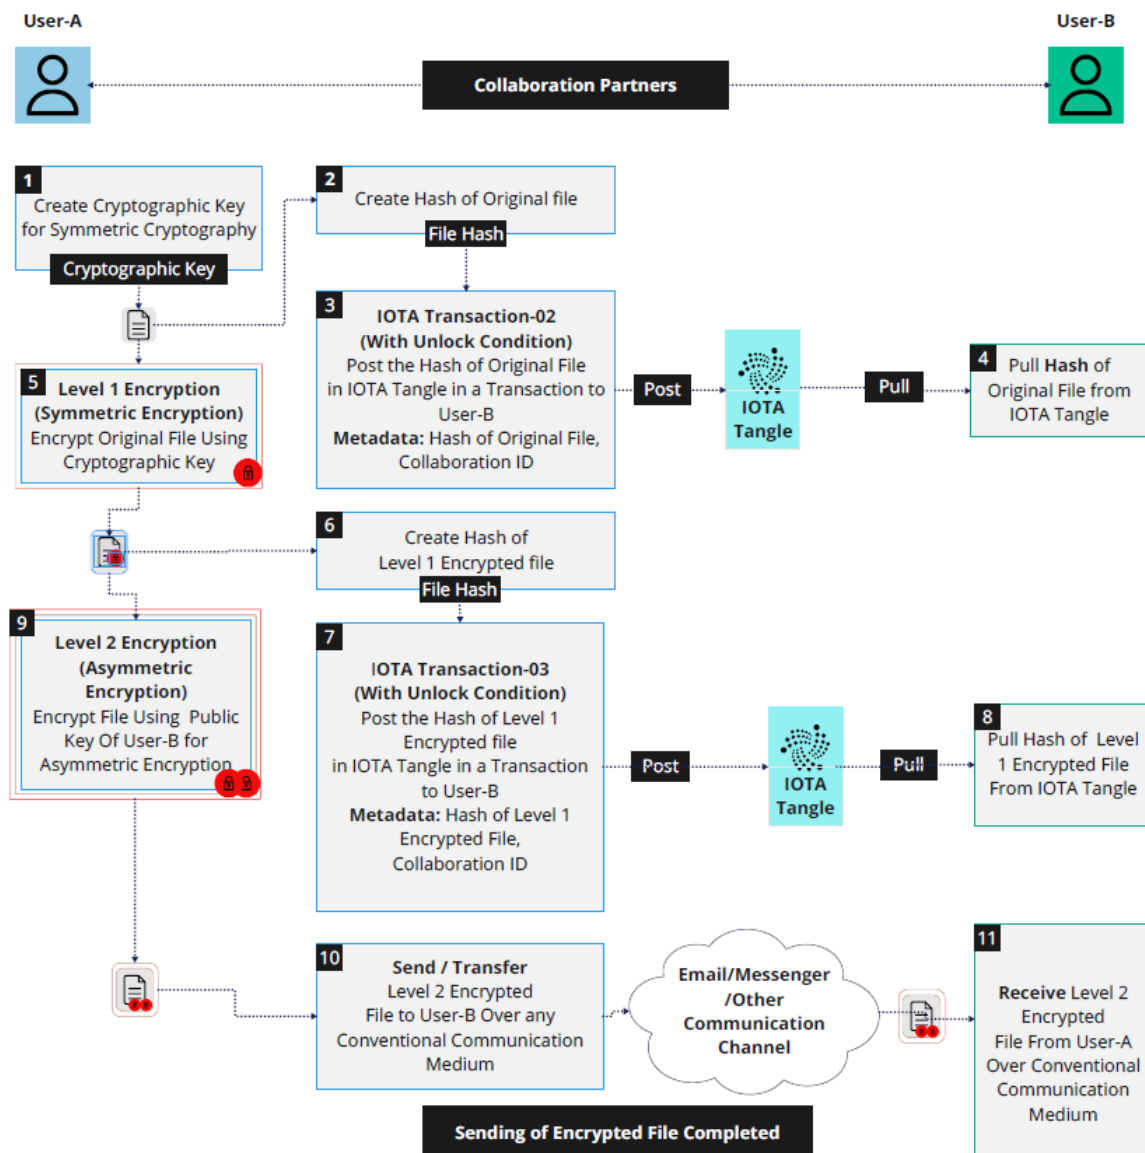 User-A
User-B
Collaboration Partners
1
Create Cryptographic Key
for Symmetric Cryptography
Cryptographic Key
2
Create Hash of Original file
File Hash
3
IOTA Transaction-02
(With Unlock Condition)
Post the Hash of Original File
in IOTA Tangle in a Transaction to
User-B
Metadata: Hash of Original File,
Collaboration ID
Post
IOTA
Tangle
Pull
4
Pull Hash of
Original File from
IOTA Tangle
5
Level 1 Encryption
(Symmetric Encryption)
Encrypt Original File Using
Cryptographic Key
6
Create Hash of
Level 1 Encrypted file
File Hash
7
IOTA Transaction-03
(With Unlock Condition)
Post the Hash of Level 1
Encrypted file
in IOTA Tangle in a Transaction
to User-B
Metadata: Hash of Level 1
Encrypted File,
Collaboration ID
Post
IOTA
Tangle
Pull
8
Pull Hash of Level
1 Encrypted File
From IOTA Tangle
9
Level 2 Encryption
(Asymmetric
Encryption)
Encrypt File Using Public
Key Of User-B for
Asymmetric Encryption
10
Send / Transfer
Level 2 Encrypted
File to User-B Over any
Conventional Communication
Medium
Email/Messenger
/Other
Communication
Channel
11
Receive Level 2
Encrypted
File From User-A
Over Conventional
Communication
Medium
Sending of Encrypted File Completed